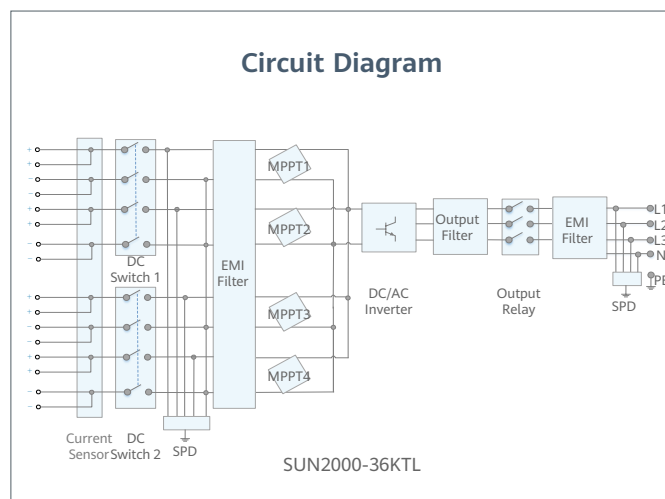 Circuit Diagram
+
+
−
−
+
+
−
−
+
+
−
−
+
+
−
−
MPPT1
MPPT2
MPPT3
MPPT4
L1
L2
L3
N
PE
Output
Filter
EMI
Filter
EMI
Filter
DC
Switch 1
DC/AC
Inverter
Output
Relay
SPD
Current
Sensor
DC
Switch 2
SPD
SUN2000-36KTL